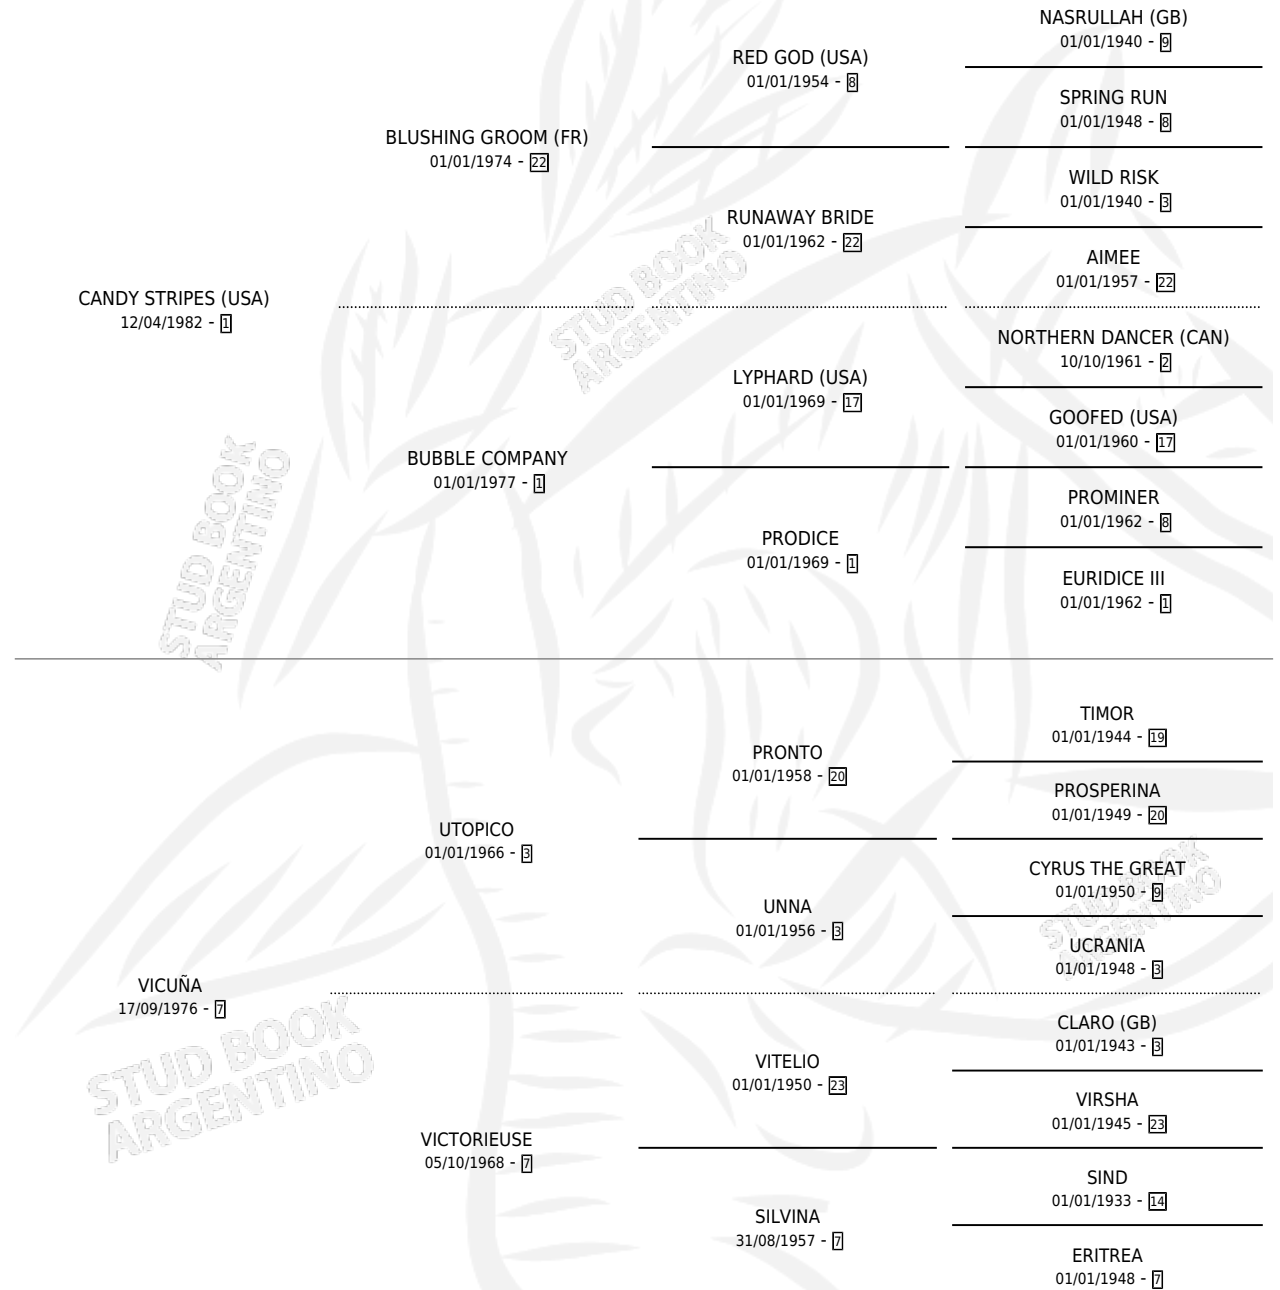 NASRULLAH (GB)
01/01/1940 - 9
RED GOD (USA)
01/01/1954 - 8
SPRING RUN
01/01/1948 - 8
BLUSHING GROOM (FR)
01/01/1974 - 22
WILD RISK
01/01/1940 - 3
RUNAWAY BRIDE
01/01/1962 - 22
AIMEE
01/01/1957 - 22
CANDY STRIPES (USA)
12/04/1982 - 1
NORTHERN DANCER (CAN)
10/10/1961 - 2
LYPHARD (USA)
01/01/1969 - 17
GOOFED (USA)
01/01/1960 - 17
BUBBLE COMPANY
01/01/1977 - 1
PROMINER
01/01/1962 - 8
PRODICE
01/01/1969 - 1
EURIDICE III
01/01/1962 - 1
TIMOR
01/01/1944 - 19
PRONTO
01/01/1958 - 20
PROSPERINA
01/01/1949 - 20
UTOPICO
01/01/1966 - 3
CYRUS THE GREAT
01/01/1950 - 9
UNNA
01/01/1956 - 3
UCRANIA
01/01/1948 - 3
VICUÑA
17/09/1976 - 7
CLARO (GB)
01/01/1943 - 3
VITELIO
01/01/1950 - 23
VIRSHA
01/01/1945 - 23
VICTORIEUSE
05/10/1968 - 7
SIND
01/01/1933 - 14
SILVINA
31/08/1957 - 7
ERITREA
01/01/1948 - 7
STUD BOOK
ARGENTINO
STUD BOOK
ARGENTINO
STUD BOOK
ARGENTINO
STUD BOOK
ARGENTINO